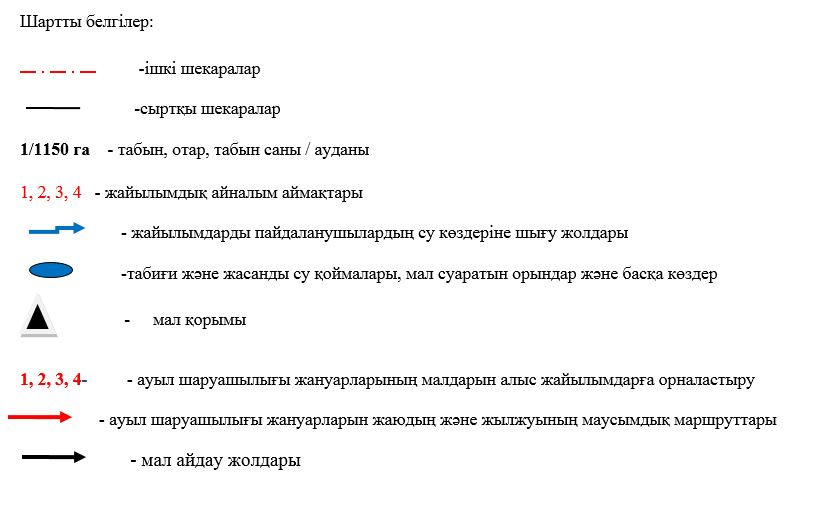 Шартты белгілер:
-ішкі шекаралар
-сыртқы шекаралар
1/1150 га - табын, отар, табын саны / ауданы
1, 2, 3, 4 - жайылымдық айналым аймақтары
- жайылымдарды пайдаланушылардың су көздеріне шығу жолдары
-табиғи және жасанды су қоймалары, мал суаратын орындар және басқа көздер
- мал қорымы
1, 2, 3, 4- - ауыл шаруашылығы жануарларының малдарын алыс жайылымдарға орналастыру
- ауыл шаруашылығы жануарларын жаюдың және жылжуының маусымдық маршруттары
- мал айдау жолдары